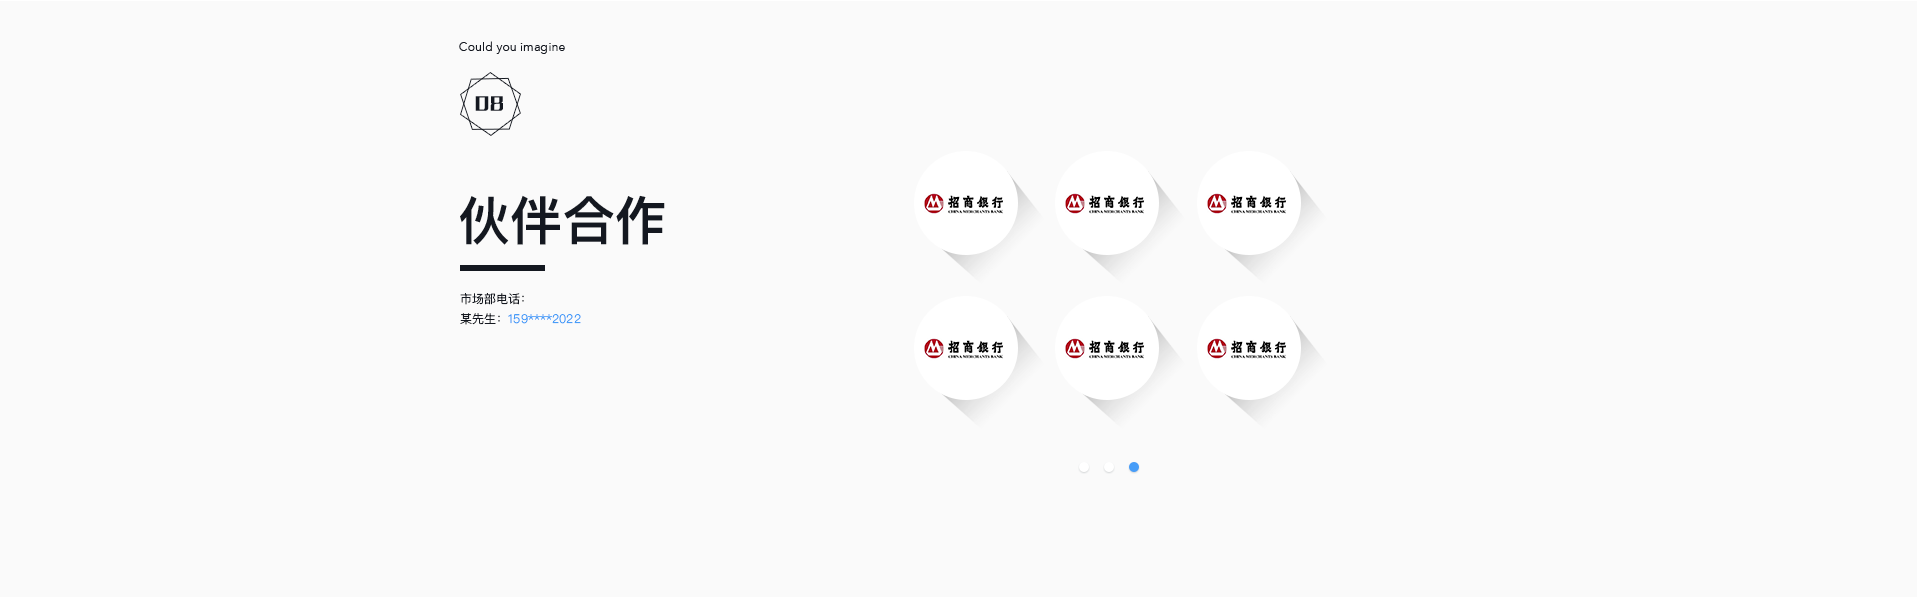 Could you imagine
08
伙伴合作
市场部电话：
某先生：159****2022
招商银行 招商银行 招商银行
CHINA MERCHANTS BANK CHINA MERCHANTS BANK CHINA MERCHANTS BANK
招商银行 招商银行 招商银行
CHINA MERCHANTS BANK CHINA MERCHANTS BANK CHINA MERCHANTS BANK